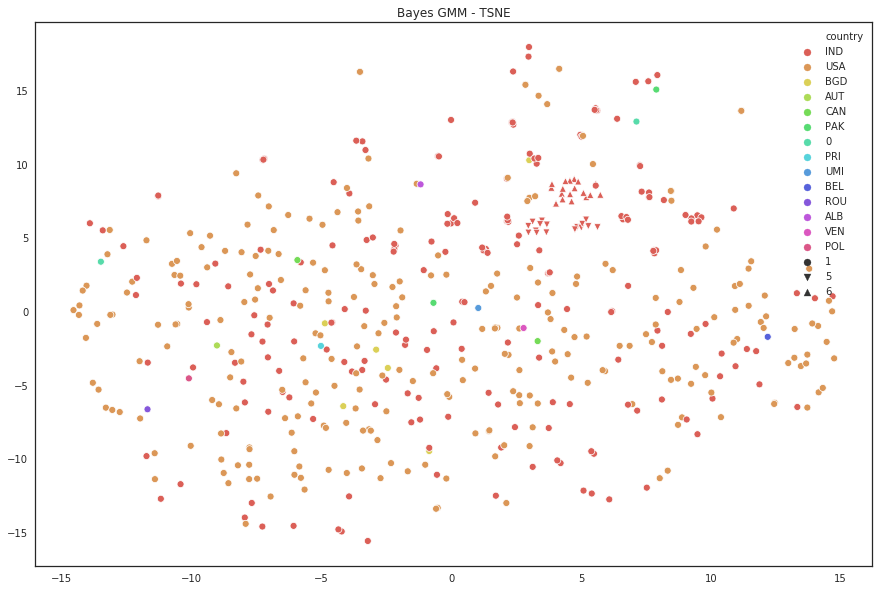 Bayes GMM - TSNE
country
IND
USA
BGD
AUT
CAN
PAK
0
PRI
UMI
BEL
ROU
ALB
VEN
POL
1
5
6
15
10
5
0
−5
−10
−15
−15 −10 −5 0 5 10 15